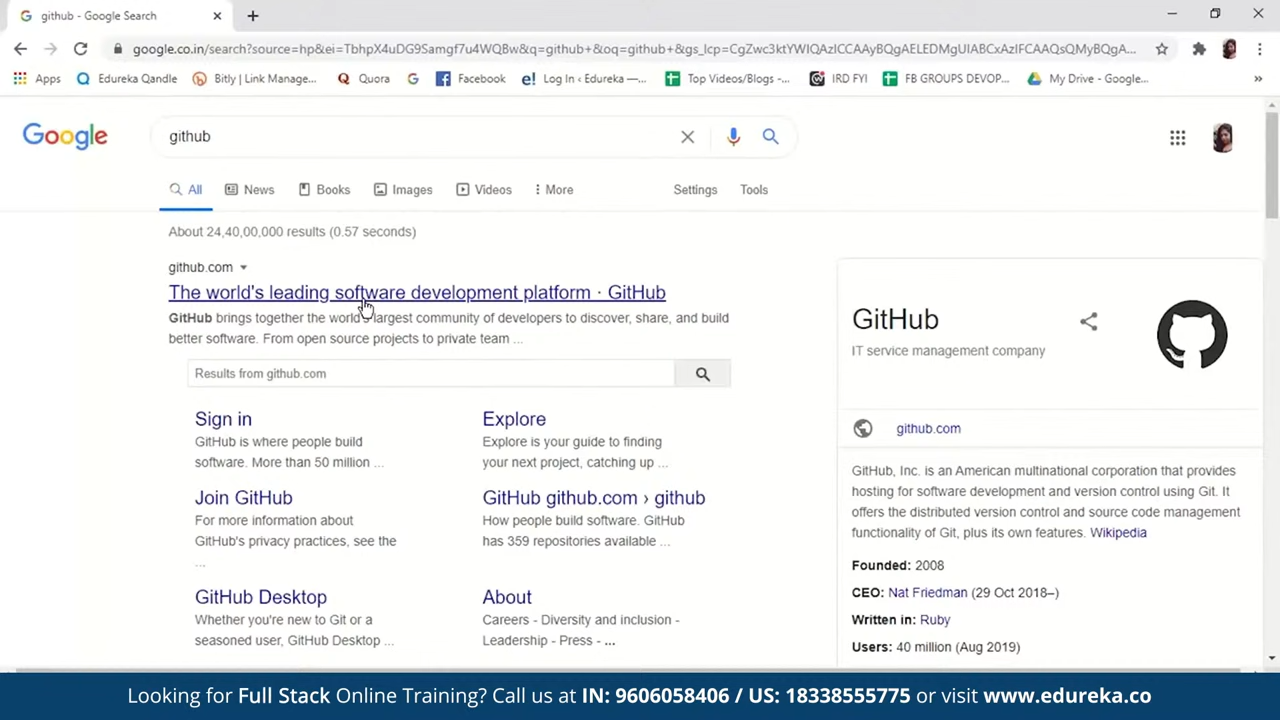 github - Google Search
google.co.in/search?source=hp&ei=TbhpX4uDG9Samgf7u4WQBw&q=github+&oq=github+&gs_lcp=CgZwc3ktYWIQAzICCAAyBQgAELEDMgUIABCxAzIFCAAQsQMyBQgA...
Apps Edureka Qandle Bitly | Link Manage... Quora Facebook Log In ‹ Edureka —... Top Videos/Blogs -... IRD FYI FB GROUPS DEVOP... My Drive - Google... »
Google github
All News Books Images Videos More Settings Tools
About 24,40,00,000 results (0.57 seconds)
github.com
The world's leading software development platform · GitHub
GitHub brings together the world's largest community of developers to discover, share, and build
better software. From open source projects to private team ...
Results from github.com
Sign in
GitHub is where people build
software. More than 50 million ...
Explore
Explore is your guide to finding
your next project, catching up ...
Join GitHub
For more information about
GitHub's privacy practices, see the
...
GitHub github.com › github
How people build software. GitHub
has 359 repositories available ...
GitHub Desktop
Whether you're new to Git or a
seasoned user, GitHub Desktop ...
About
Careers - Diversity and inclusion -
Leadership - Press - ...
GitHub
IT service management company
github.com
GitHub, Inc. is an American multinational corporation that provides
hosting for software development and version control using Git. It
offers the distributed version control and source code management
functionality of Git, plus its own features. Wikipedia
Founded: 2008
CEO: Nat Friedman (29 Oct 2018–)
Written in: Ruby
Users: 40 million (Aug 2019)
Looking for Full Stack Online Training? Call us at IN: 9606058406 / US: 18338555775 or visit www.edureka.co